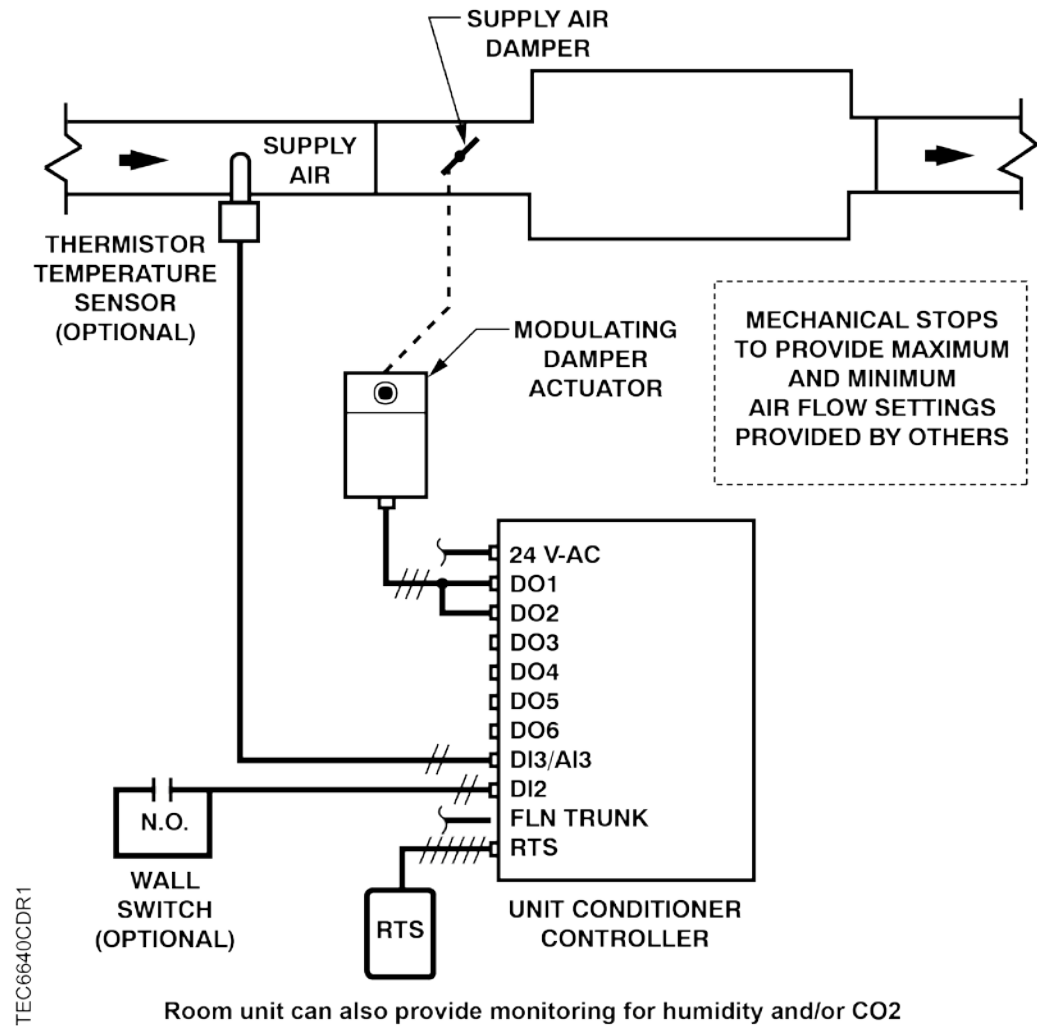 SUPPLY AIR
DAMPER
SUPPLY
AIR
THERMISTOR
TEMPERATURE
SENSOR
(OPTIONAL)
MODULATING
DAMPER
ACTUATOR
MECHANICAL STOPS
TO PROVIDE MAXIMUM
AND MINIMUM
AIR FLOW SETTINGS
PROVIDED BY OTHERS
24 V-AC
DO1
DO2
DO3
DO4
DO5
DO6
DI3/AI3
DI2
FLN TRUNK
RTS
N.O.
WALL
SWITCH
(OPTIONAL)
RTS
UNIT CONDITIONER
CONTROLLER
TEC6640CDR1
Room unit can also provide monitoring for humidity and/or CO2